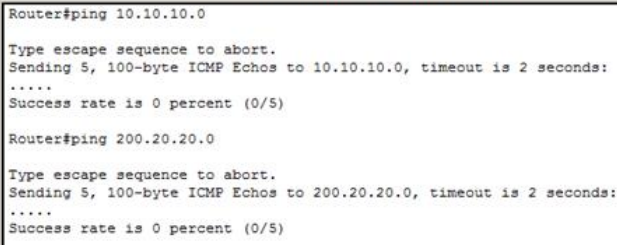 Router#ping 10.10.10.0
Type escape sequence to abort.
Sending 5, 100-byte ICMP Echos to 10.10.10.0, timeout is 2 seconds:
.....
Success rate is 0 percent (0/5)
Router#ping 200.20.20.0
Type escape sequence to abort.
Sending 5, 100-byte ICMP Echos to 200.20.20.0, timeout is 2 seconds:
.....
Success rate is 0 percent (0/5)